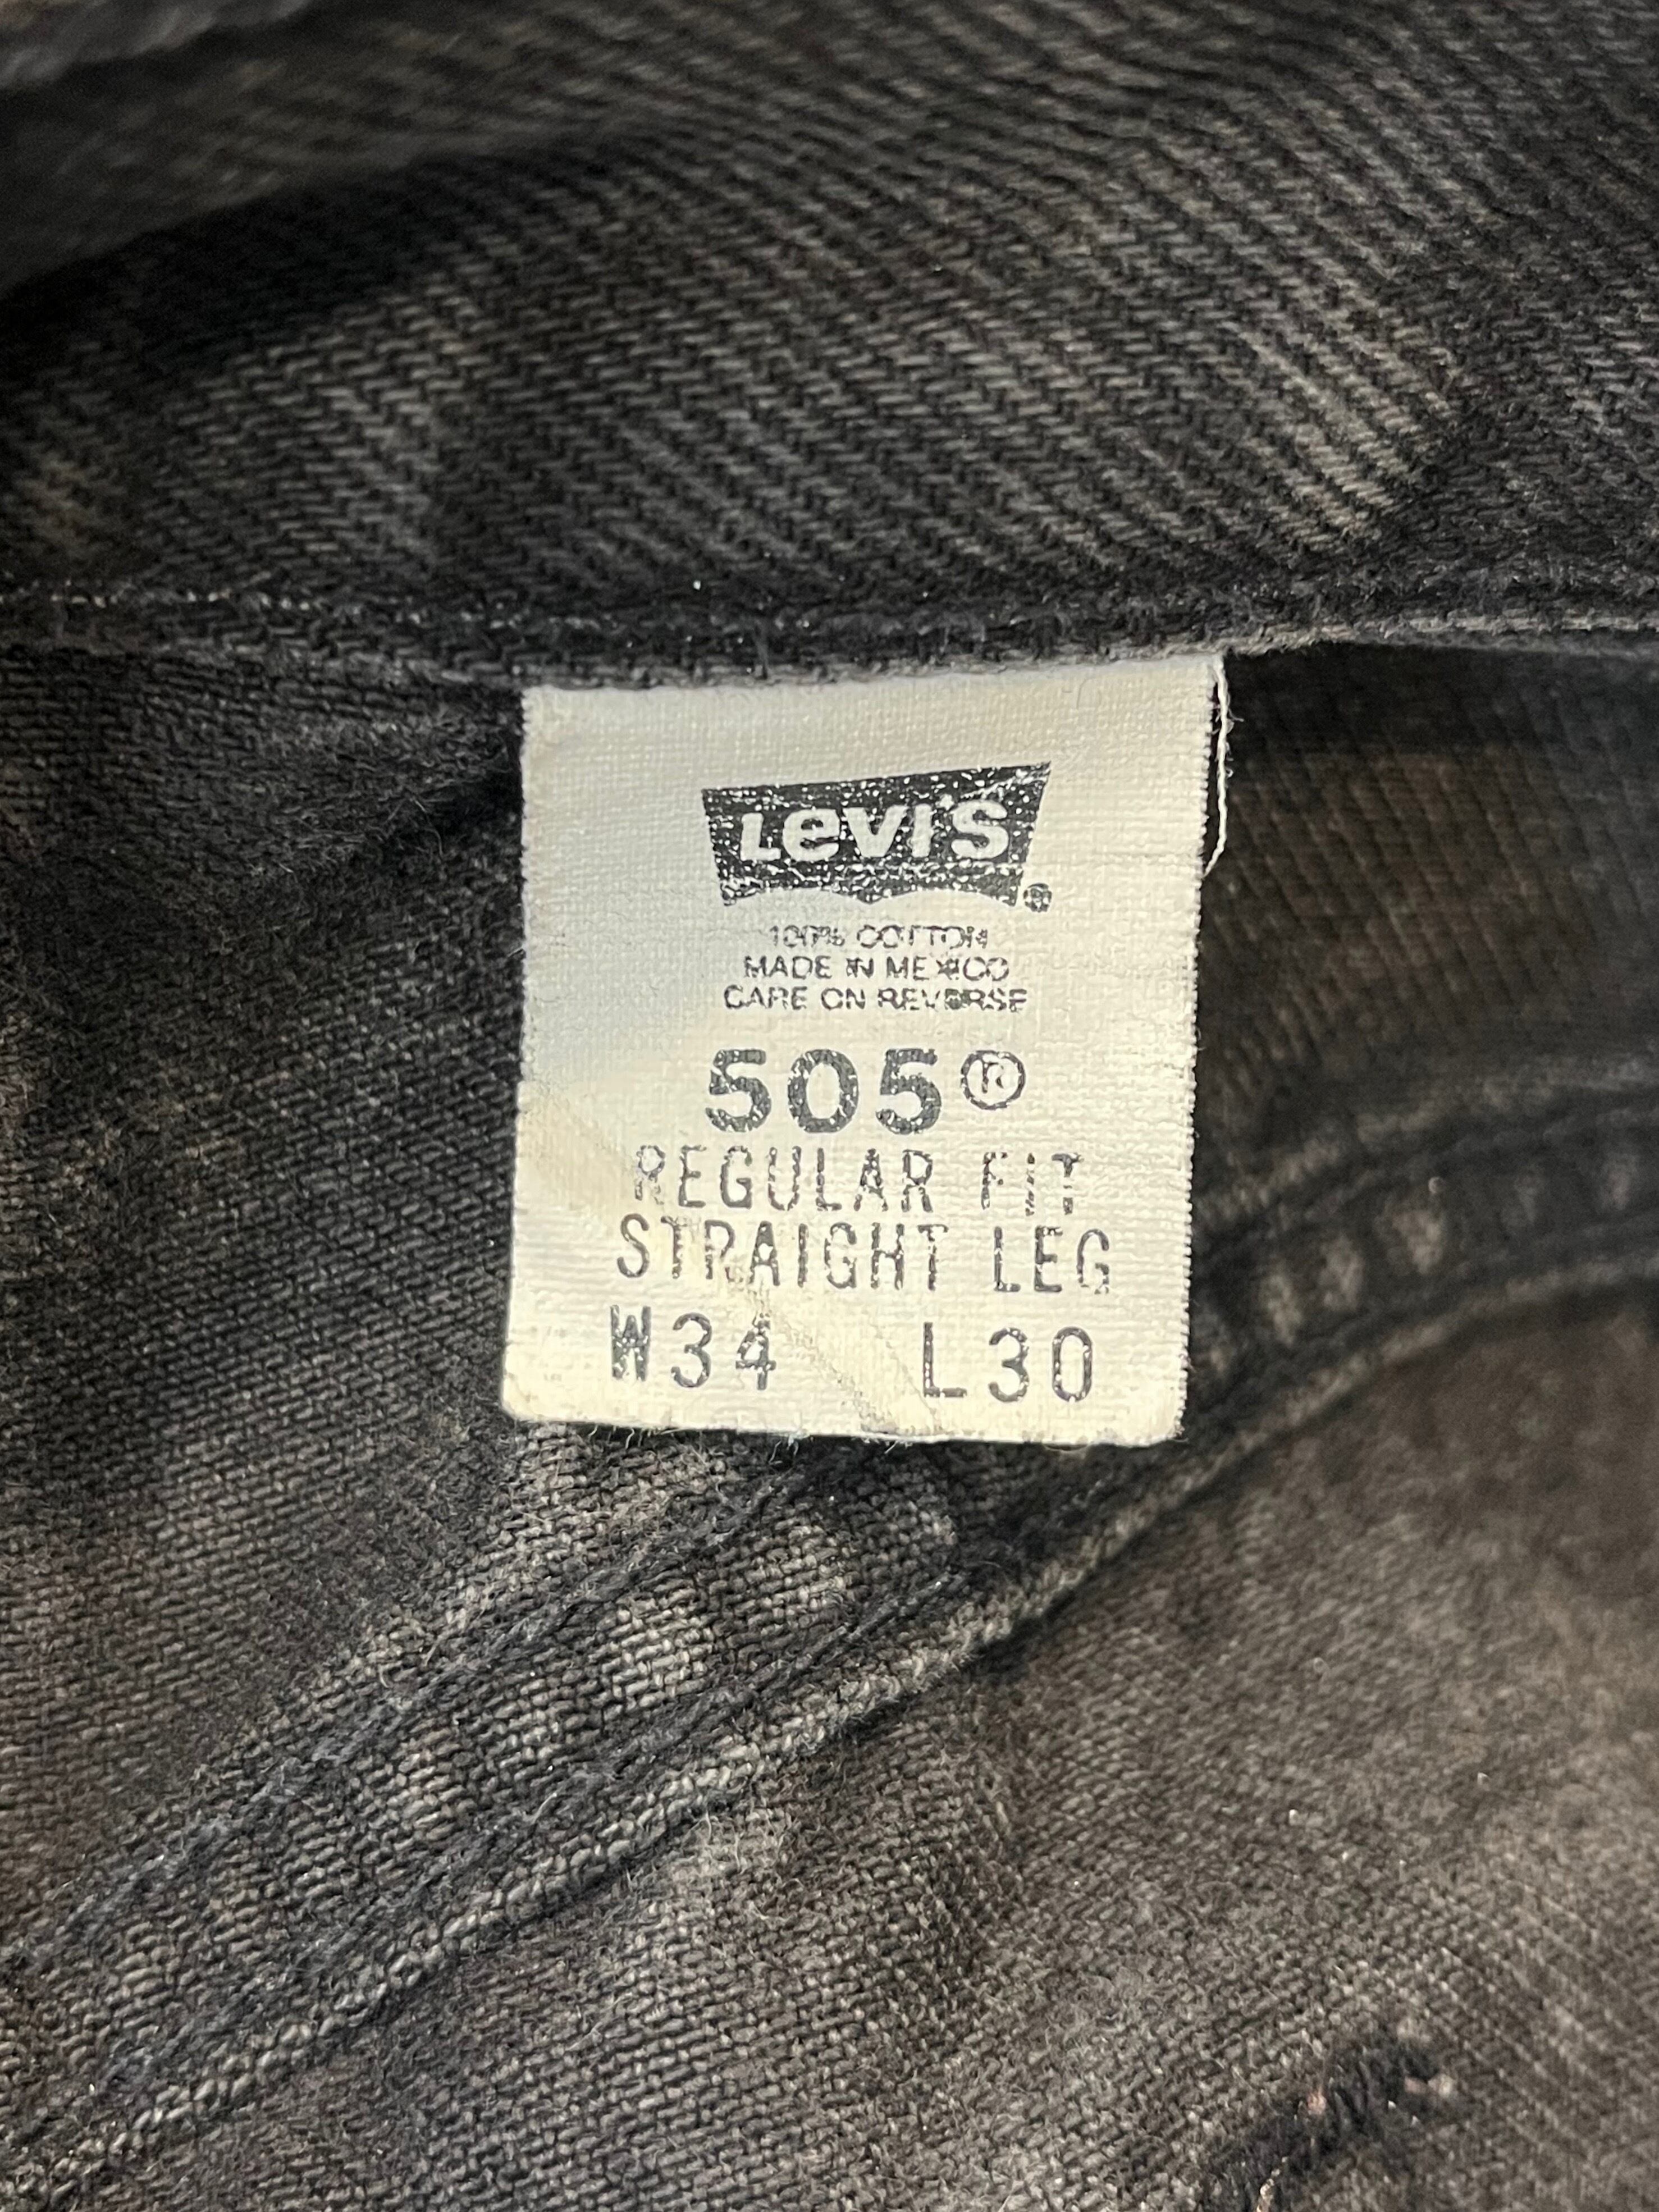 Levi's
®
100% COTTON
MADE IN MEXICO
CARE ON REVERSE
505®
REGULAR FIT
STRAIGHT LEG
W34 L30